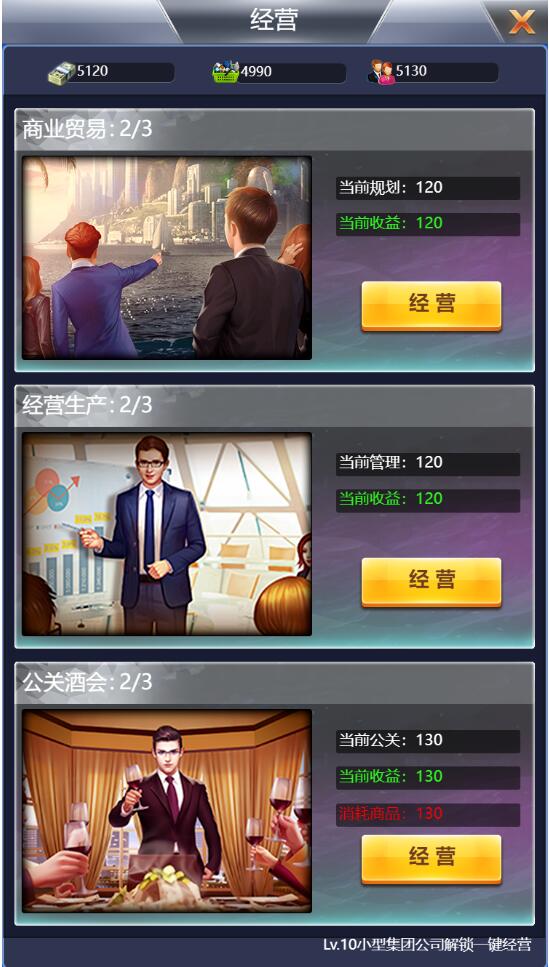 经营
5120 4990 5130
商业贸易: 2/3
当前规划：120
当前收益：120
经 营
经营生产: 2/3
当前管理：120
当前收益：120
经 营
公关酒会: 2/3
当前公关：130
当前收益：130
消耗商品：130
经 营
Lv.10小型集团公司解锁一键经营